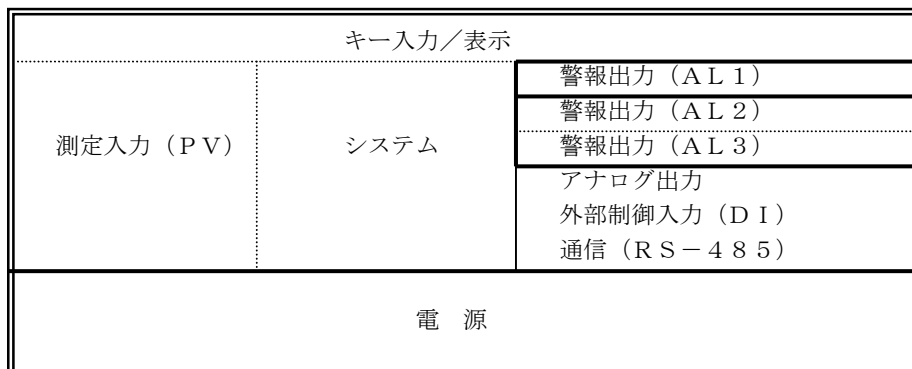 キー入力／表示
警報出力（ＡＬ１）
警報出力（ＡＬ２）
測定入力（ＰＶ）
システム
警報出力（ＡＬ３）
アナログ出力
外部制御入力（ＤＩ）
通信（ＲＳ－４８５）
電　源